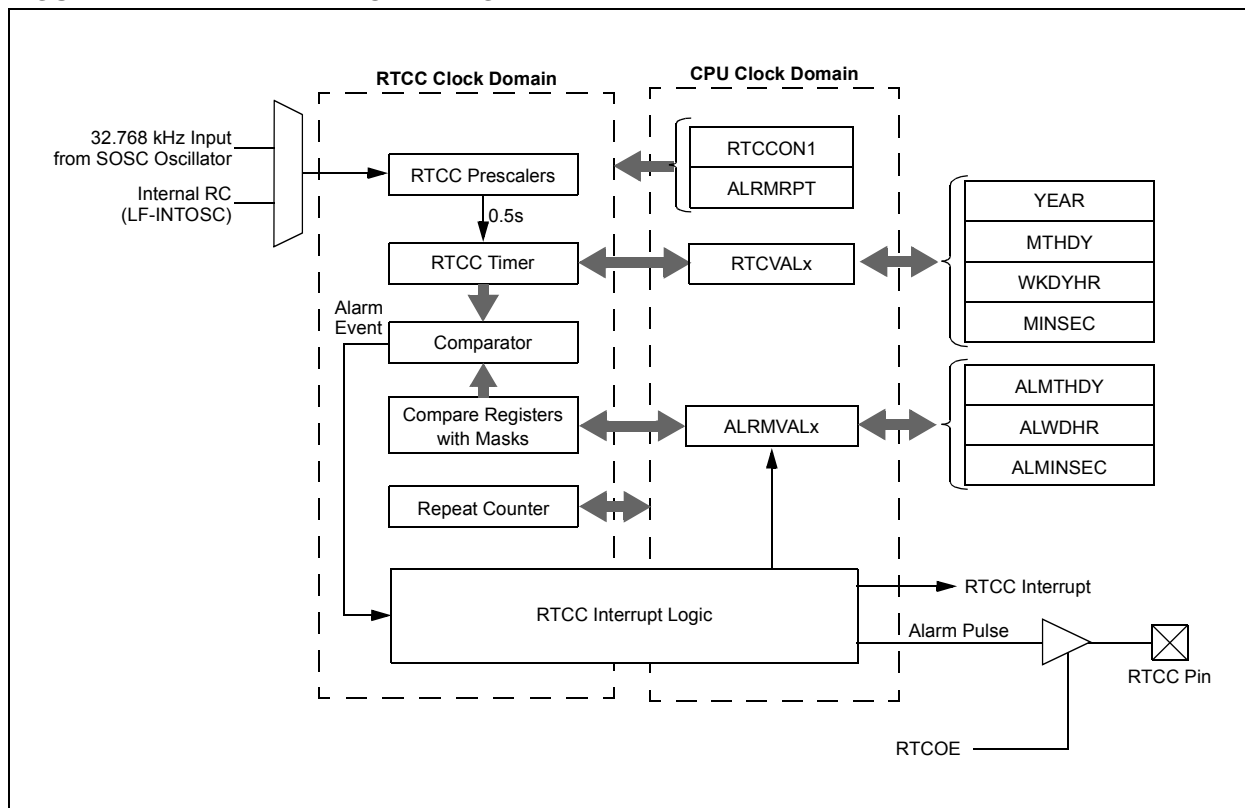 RTCC Clock Domain
CPU Clock Domain
32.768 kHz Input
from SOSC Oscillator
Internal RC
(LF-INTOSC)
RTCC Prescalers
0.5s
RTCC Timer
Alarm
Event
Comparator
Compare Registers
with Masks
Repeat Counter
RTCC Interrupt Logic
RTCCON1
ALRMRPT
RTCVALx
ALRMVALx
YEAR
MTHDY
WKDYHR
MINSEC
ALMTHDY
ALWDHR
ALMINSEC
RTCC Interrupt
Alarm Pulse
RTCC Pin
RTCOE